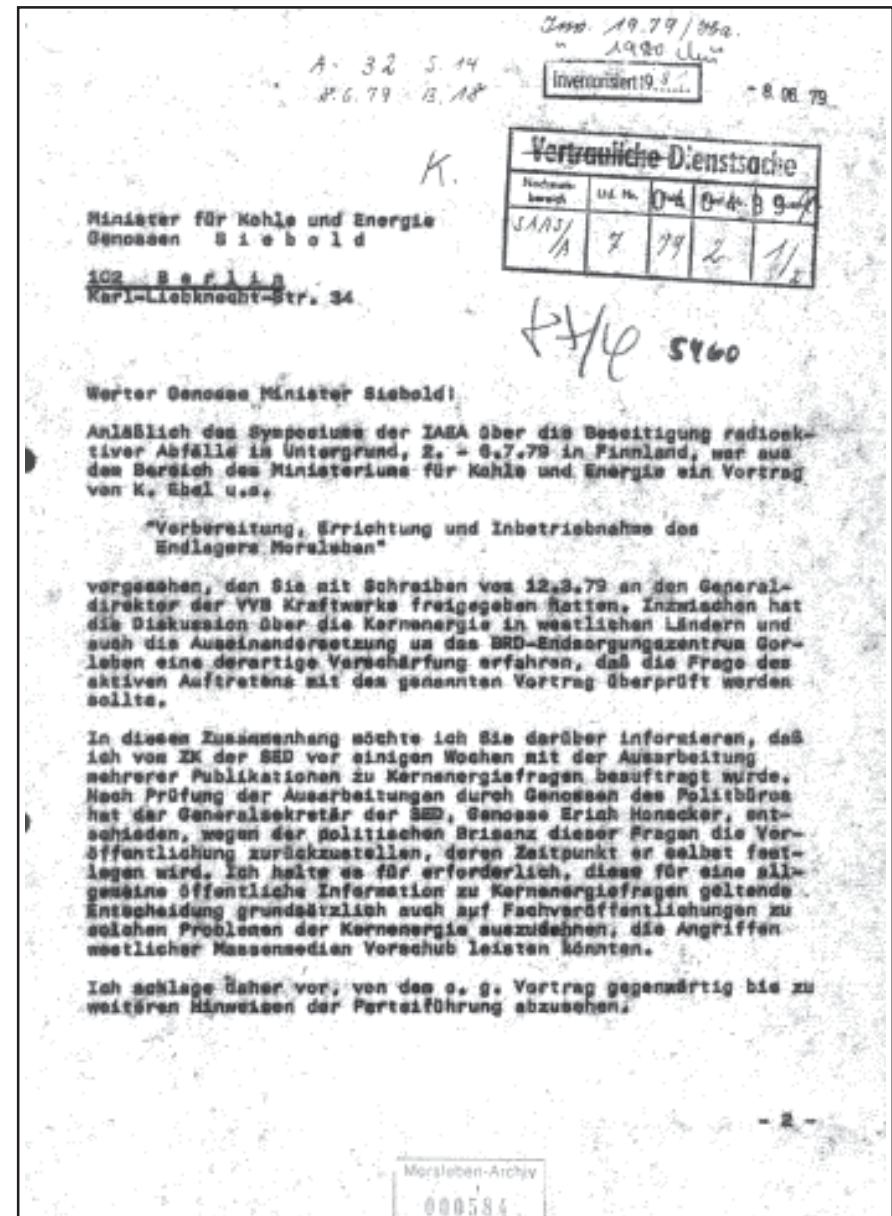 A- 32 S. 14
8.6.79 B. 18
Inventarisiert 19
- 8. 06. 79
Vertrauliche Dienstsache
Lfd. Nr.
7 79 2 1/2
K.
Minister für Kohle und Energie
Genossen S i e b o l d
102 B e r l i n
Karl-Liebknecht-Str. 34
5460
Werter Genosse Minister Siebold!
Anläßlich des Symposiums der IAEA über die Beseitigung radioak-
tiver Abfälle im Untergrund, 2. - 6.7.79 in Finnland, war aus
dem Bereich des Ministeriums für Kohle und Energie ein Vortrag
von K. Ebel u.a.
"Vorbereitung, Errichtung und Inbetriebnahme des
Endlagers Morsleben"
vorgesehen, den Sie mit Schreiben vom 12.3.79 an den General-
direktor der VVB Kraftwerke freigegeben hatten. Inzwischen hat
die Diskussion über die Kernenergie in westlichen Ländern und
auch die Auseinandersetzung um das BRD-Endsorgungszentrum Gor-
leben eine derartige Verschärfung erfahren, daß die Frage des
aktiven Auftretens mit dem genannten Vortrag überprüft werden
sollte.
In diesem Zusammenhang möchte ich Sie darüber informieren, daß
ich vom ZK der SED vor einigen Wochen mit der Ausarbeitung
mehrerer Publikationen zu Kernenergiefragen beauftragt wurde.
Nach Prüfung der Ausarbeitungen durch Genossen des Politbüros
hat der Generalsekretär der SED, Genosse Erich Honecker, ent-
schieden, wegen der politischen Brisanz dieser Fragen die Ver-
öffentlichung zurückzustellen, deren Zeitpunkt er selbst fest-
legen wird. Ich halte es für erforderlich, diese für eine all-
gemeine öffentliche Information zu Kernenergiefragen geltende
Entscheidung grundsätzlich auch auf Fachveröffentlichungen zu
solchen Problemen der Kernenergie auszudehnen, die Angriffen
westlicher Massenmedien Vorschub leisten könnten.
Ich schlage daher vor, von dem o. g. Vortrag gegenwärtig bis zu
weiteren Hinweisen der Parteiführung abzusehen.
- 2 -
Morsleben-Archiv
000584